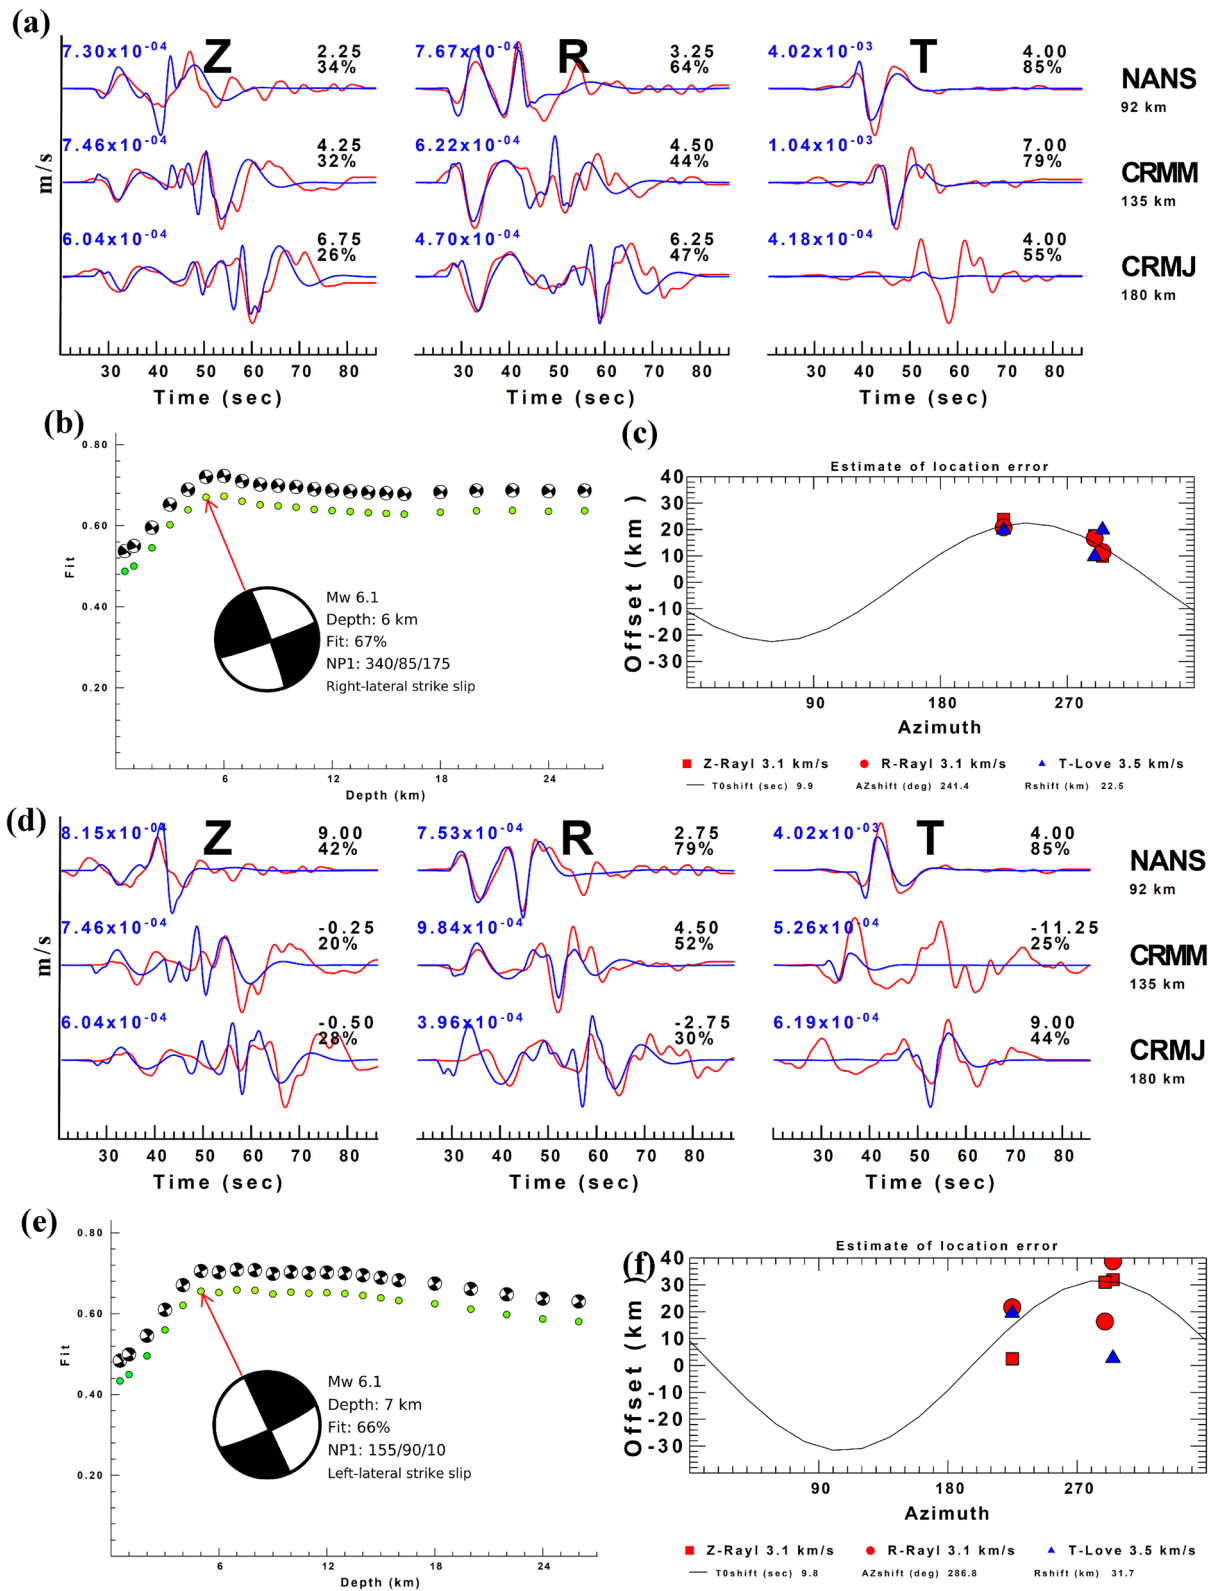 (a)
Z R T
7.30x10-04 2.25 7.67x10-04 3.25 4.02x10-03 4.00
34% 64% 85% NANS
92 km
7.46x10-04 4.25 6.22x10-04 4.50 1.04x10-03 7.00
32% 44% 79% CRMM
135 km
6.04x10-04 6.75 4.70x10-04 6.25 4.18x10-04 4.00
26% 47% 55% CRMJ
180 km
m/s
30 40 50 60 70 80 30 40 50 60 70 80 30 40 50 60 70 80
Time (sec) Time (sec) Time (sec)
(b)
0.80
0.60
0.40
0.20
Fit
Mw 6.1
Depth: 6 km
Fit: 67%
NP1: 340/85/175
Right-lateral strike slip
6 12 18 24
Depth (km)
(c)
Estimate of location error
40
30
20
10
0
-10
-20
-30
Offset (km)
90 180 270
Azimuth
Z-Rayl 3.1 km/s R-Rayl 3.1 km/s T-Love 3.5 km/s
T0shift (sec) 9.9 AZshift (deg) 241.4 Rshift (km) 22.5
(d)
Z R T
8.15x10-04 9.00 7.53x10-04 2.75 4.02x10-03 4.00
42% 79% 85% NANS
92 km
7.46x10-04 -0.25 9.84x10-04 4.50 5.26x10-04 -11.25
20% 52% 25% CRMM
135 km
6.04x10-04 -0.50 3.96x10-04 -2.75 6.19x10-04 9.00
28% 30% 44% CRMJ
180 km
m/s
30 40 50 60 70 80 30 40 50 60 70 80 30 40 50 60 70 80
Time (sec) Time (sec) Time (sec)
(e)
0.80
0.60
0.40
0.20
Fit
Mw 6.1
Depth: 7 km
Fit: 66%
NP1: 155/90/10
Left-lateral strike slip
6 12 18 24
Depth (km)
(f)
Estimate of location error
40
30
20
10
0
-10
-20
-30
Offset (km)
90 180 270
Azimuth
Z-Rayl 3.1 km/s R-Rayl 3.1 km/s T-Love 3.5 km/s
T0shift (sec) 9.8 AZshift (deg) 286.8 Rshift (km) 31.7